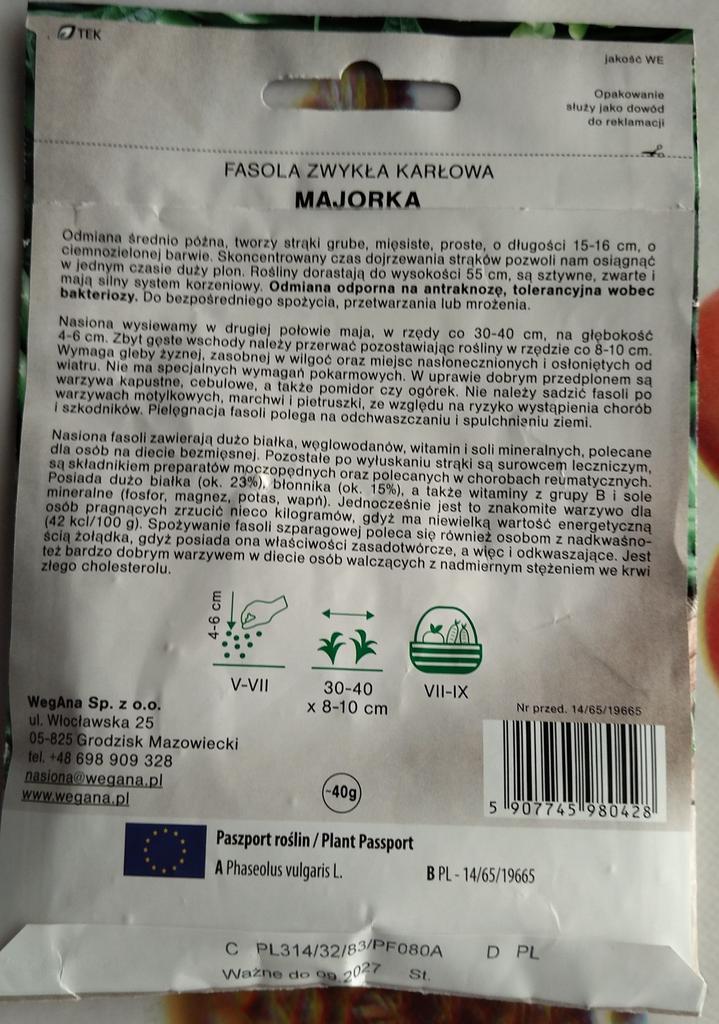 TEK
jakość WE
Opakowanie
służy jako dowód
do reklamacji
FASOLA ZWYKŁA KARŁOWA
MAJORKA
Odmiana średnio późna, tworzy strąki grube, mięsiste, proste, o długości 15-16 cm, o
ciemnozielonej barwie. Skoncentrowany czas dojrzewania strąków pozwoli nam osiągnąć
w jednym czasie duży plon. Rośliny dorastają do wysokości 55 cm, są sztywne, zwarte i
mają silny system korzeniowy. Odmiana odporna na antraknozę, tolerancyjna wobec
bakteriozy. Do bezpośredniego spożycia, przetwarzania lub mrożenia.
Nasiona wysiewamy w drugiej połowie maja, w rzędy co 30-40 cm, na głębokość
4-6 cm. Zbyt gęste wschody należy przerwać pozostawiając rośliny w rzędzie co 8-10 cm.
Wymaga gleby żyznej, zasobnej w wilgoć oraz miejsc nasłonecznionych i osłoniętych od
wiatru. Nie ma specjalnych wymagań pokarmowych. W uprawie dobrym przedplonem są
warzywa kapustne, cebulowe, a także pomidor czy ogórek. Nie należy sadzić fasoli po
warzywach motylkowych, marchwi i pietruszki, ze względu na ryzyko wystąpienia chorób
i szkodników. Pielęgnacja fasoli polega na odchwaszczaniu i spulchnianiu ziemi.
Nasiona fasoli zawierają dużo białka, węglowodanów, witamin i soli mineralnych, polecane
dla osób na diecie bezmięsnej. Pozostałe po wyłuskaniu strąki są surowcem leczniczym,
są składnikiem preparatów moczopędnych oraz polecanych w chorobach reumatycznych.
Posiada dużo białka (ok. 23%), błonnika (ok. 15%), a także witaminy z grupy B i sole
mineralne (fosfor, magnez, potas, wapń). Jednocześnie jest to znakomite warzywo dla
osób pragnących zrzucić nieco kilogramów, gdyż ma niewielką wartość energetyczną
(42 kcl/100 g). Spożywanie fasoli szparagowej poleca się również osobom z nadkwaśno-
ścią żołądka, gdyż posiada ona właściwości zasadotwórcze, a więc i odkwaszające. Jest
też bardzo dobrym warzywem w diecie osób walczących z nadmiernym stężeniem we krwi
złego cholesterolu.
4-6 cm
V-VII
30-40
x 8-10 cm
VII-IX
WegAna Sp. z o.o.
ul. Włocławska 25
05-825 Grodzisk Mazowiecki
tel. +48 698 909 328
nasiona@wegana.pl
www.wegana.pl
~40g
Nr przed. 14/65/19665
5 907745 980428
Paszport roślin / Plant Passport
A Phaseolus vulgaris L.
B PL - 14/65/19665
C PL314/32/83/PF080A D PL
Ważne do 09.2027 St.